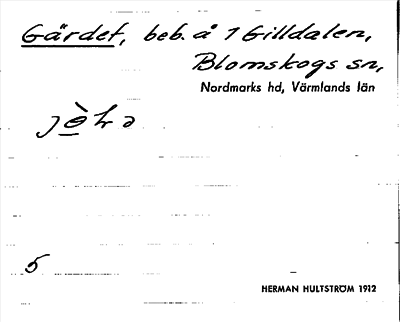 Gärdet, beb. å 1 Gilldalen,
Blomskogs sn,
Nordmarks hd, Värmlands län
5
HERMAN HULTSTRÖM 1912